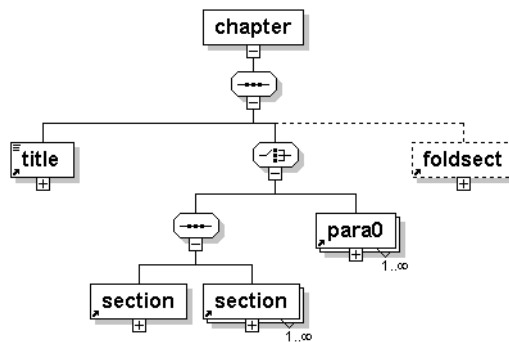 chapter
title
foldsect
para0
1..∞
section
section
1..∞